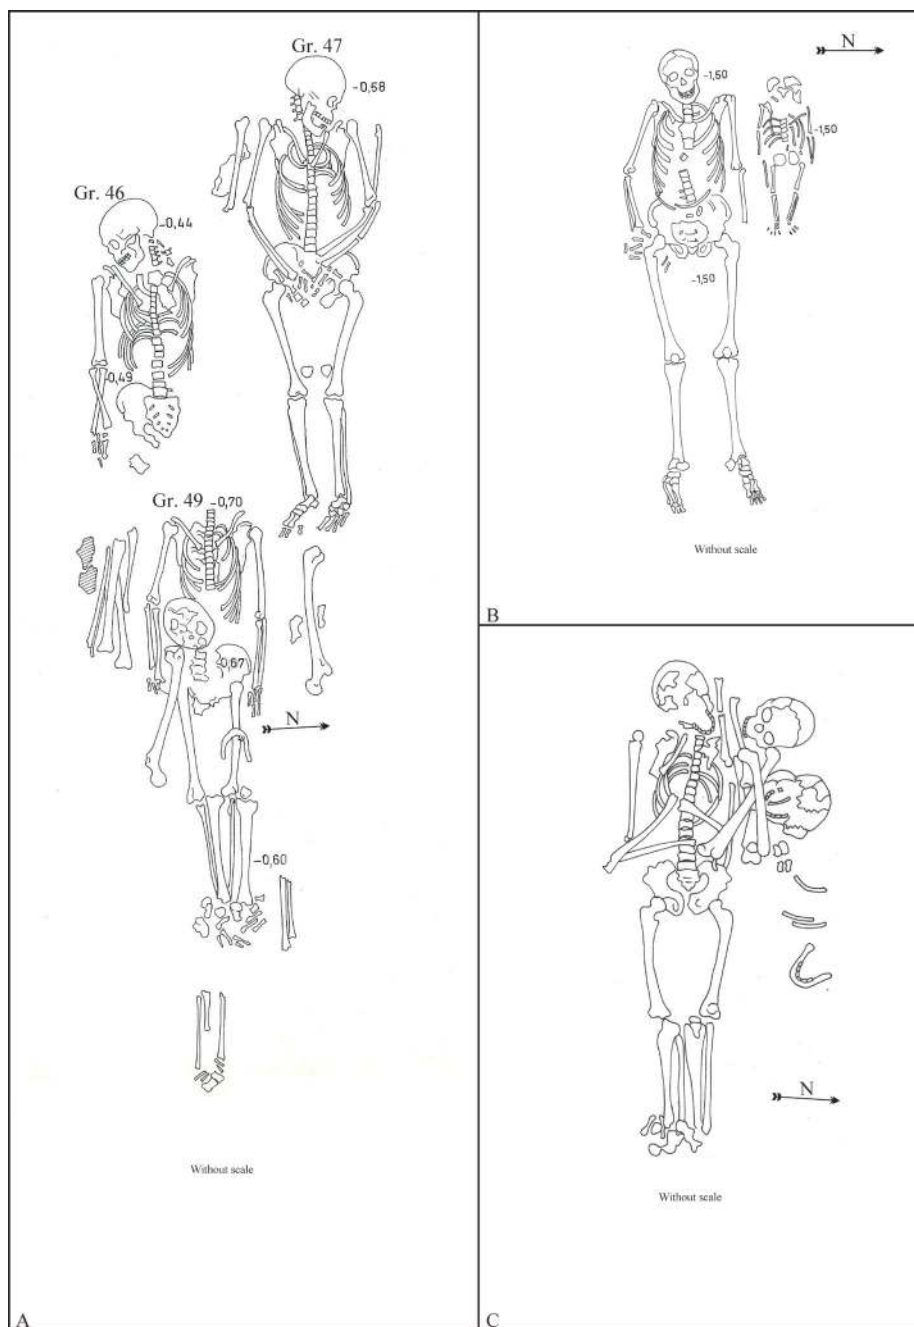 Gr. 47
-0,58
Gr. 46
-0,44
-0,49
Gr. 49
-0,70
-0,67
N
-0,60
Without scale
A
N
-1,50
-1,50
-1,50
Without scale
B
N
Without scale
C